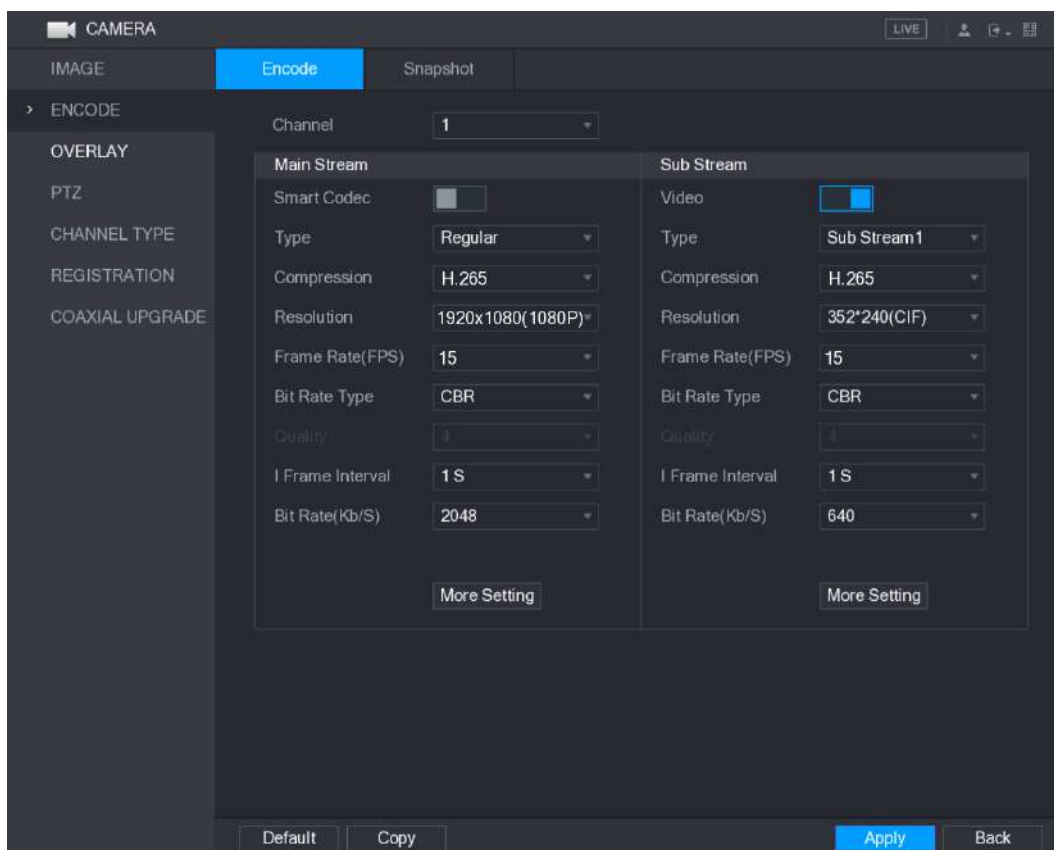 CAMERA LIVE
IMAGE Encode Snapshot
> ENCODE
Channel 1
OVERLAY Main Stream Sub Stream
PTZ Smart Codec Video
CHANNEL TYPE Type Regular Type Sub Stream1
REGISTRATION Compression H.265 Compression H.265
COAXIAL UPGRADE Resolution 1920x1080(1080P) Resolution 352*240(CIF)
Frame Rate(FPS) 15 Frame Rate(FPS) 15
Bit Rate Type CBR Bit Rate Type CBR
Quality 4 Quality 4
I Frame Interval 1 S I Frame Interval 1 S
Bit Rate(Kb/S) 2048 Bit Rate(Kb/S) 640
More Setting More Setting
Default Copy Apply Back